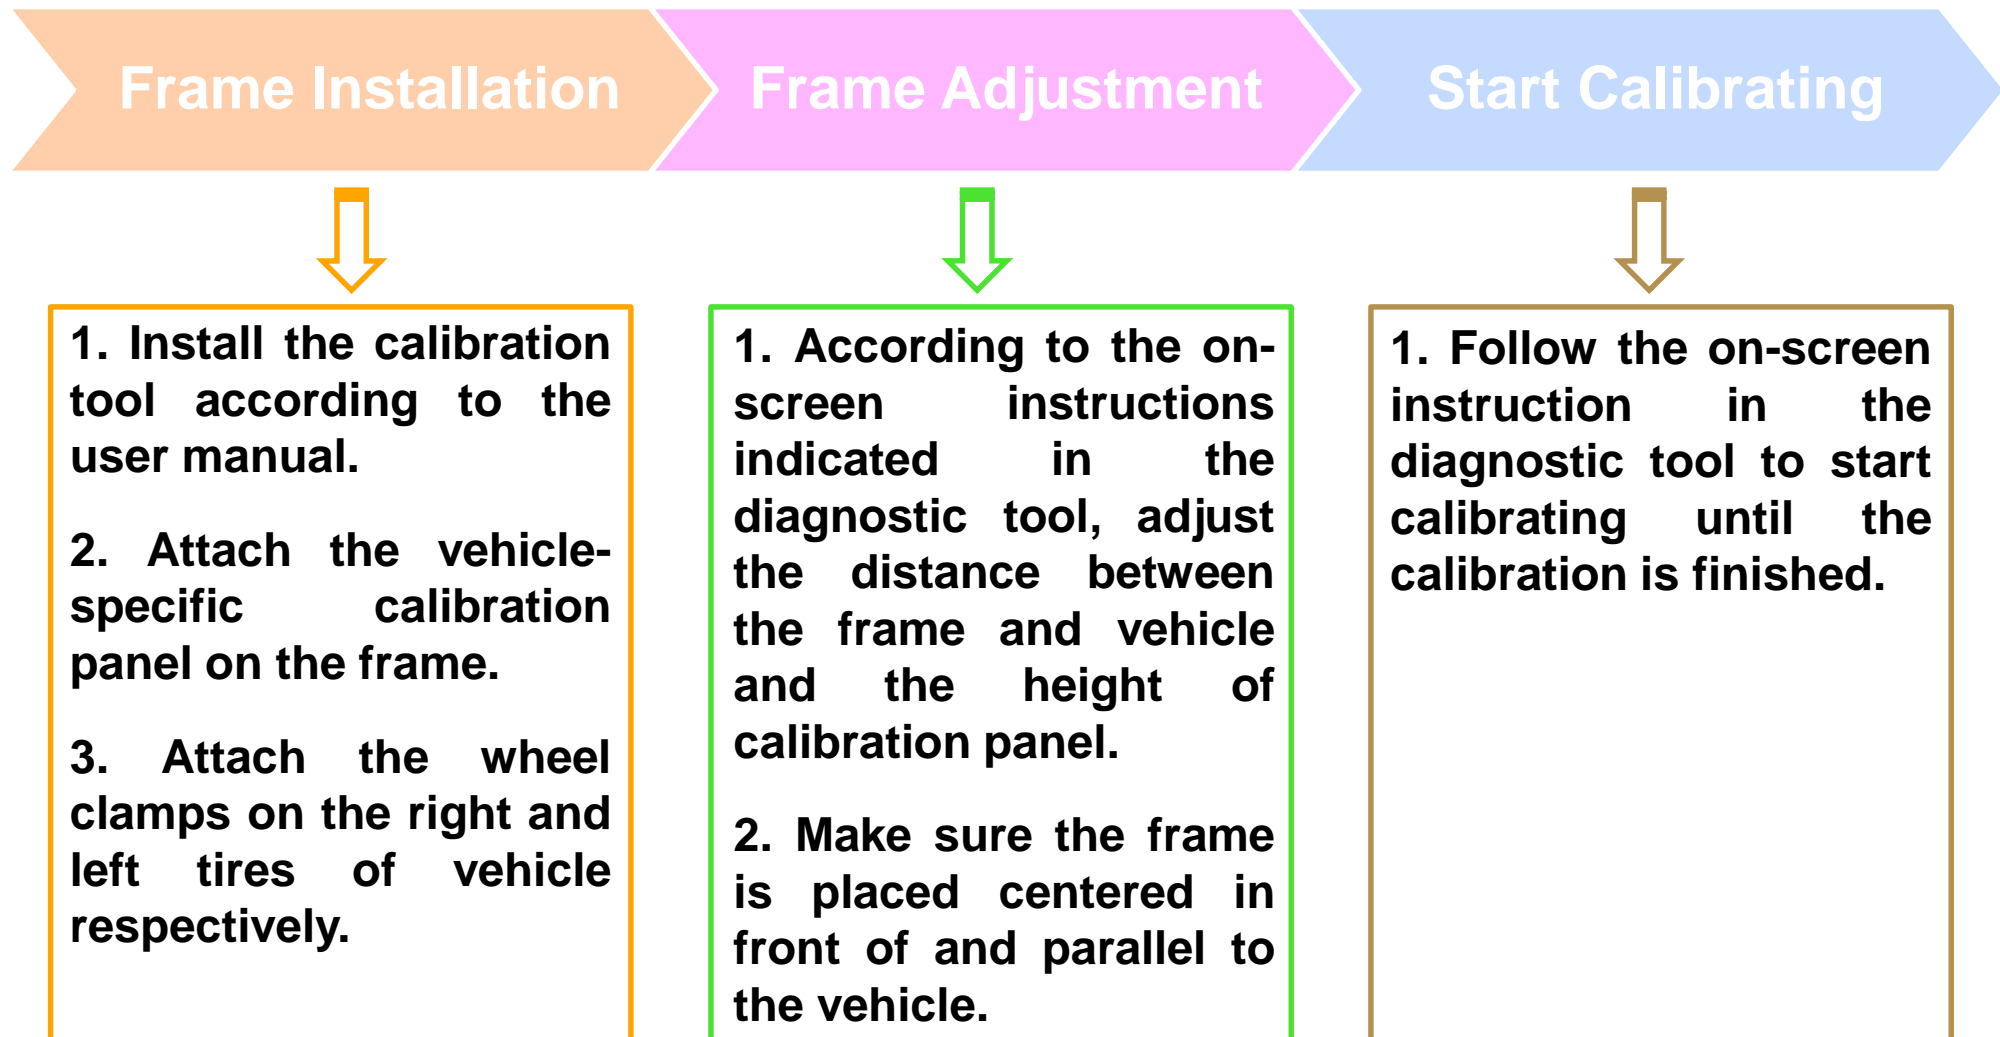 Frame Installation
Frame Adjustment
Start Calibrating
1. Install the calibration
tool according to the
user manual.
2. Attach the vehicle-
specific calibration
panel on the frame.
3. Attach the wheel
clamps on the right and
left tires of vehicle
respectively.
1. According to the on-
screen instructions
indicated in the
diagnostic tool, adjust
the distance between
the frame and vehicle
and the height of
calibration panel.
2. Make sure the frame
is placed centered in
front of and parallel to
the vehicle.
1. Follow the on-screen
instruction in the
diagnostic tool to start
calibrating until the
calibration is finished.